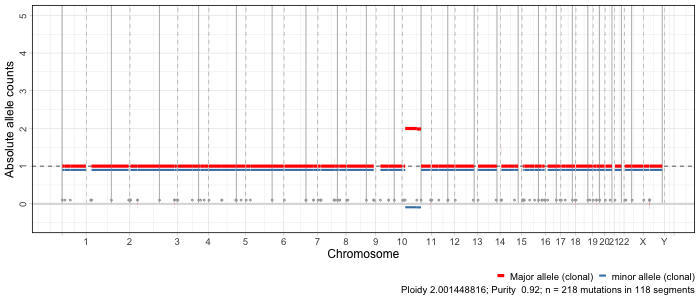 Absolute allele counts
5
4
3
2
1
0
1 2 3 4 5 6 7 8 9 10 11 12 13 14 15 16 17 18 19 20 21 22 X Y
Chromosome
Major allele (clonal) minor allele (clonal)
Ploidy 2.001448816; Purity 0.92; n = 218 mutations in 118 segments